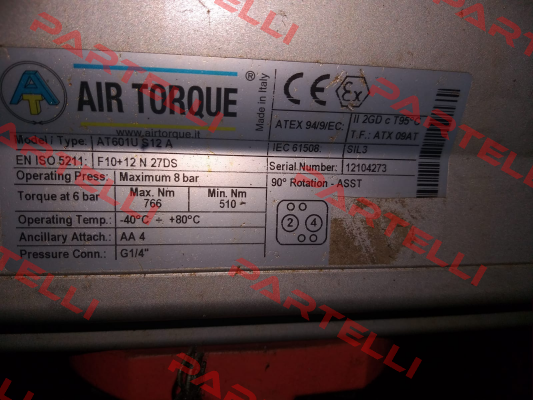 AT
AIR TORQUE ®
www.airtorque.it
Made in Italy
CE Ex
ATEX 94/9/EC: II 2GD c T95°C
T.F.: ATX 09AT
Model / Type: AT601U S12 A
IEC 61508: SIL3
EN ISO 5211: F10+12 N 27DS
Serial Number: 12104273
Operating Press: Maximum 8 bar
90° Rotation - ASST
Torque at 6 bar Max. Nm Min. Nm
766 510
2 4
Operating Temp.: -40°C ÷ +80°C
Ancillary Attach.: AA 4
Pressure Conn.: G1/4"
PARTELLI
PARTELLI
PARTELLI
PARTELLI
PARTELLI
PARTELLI